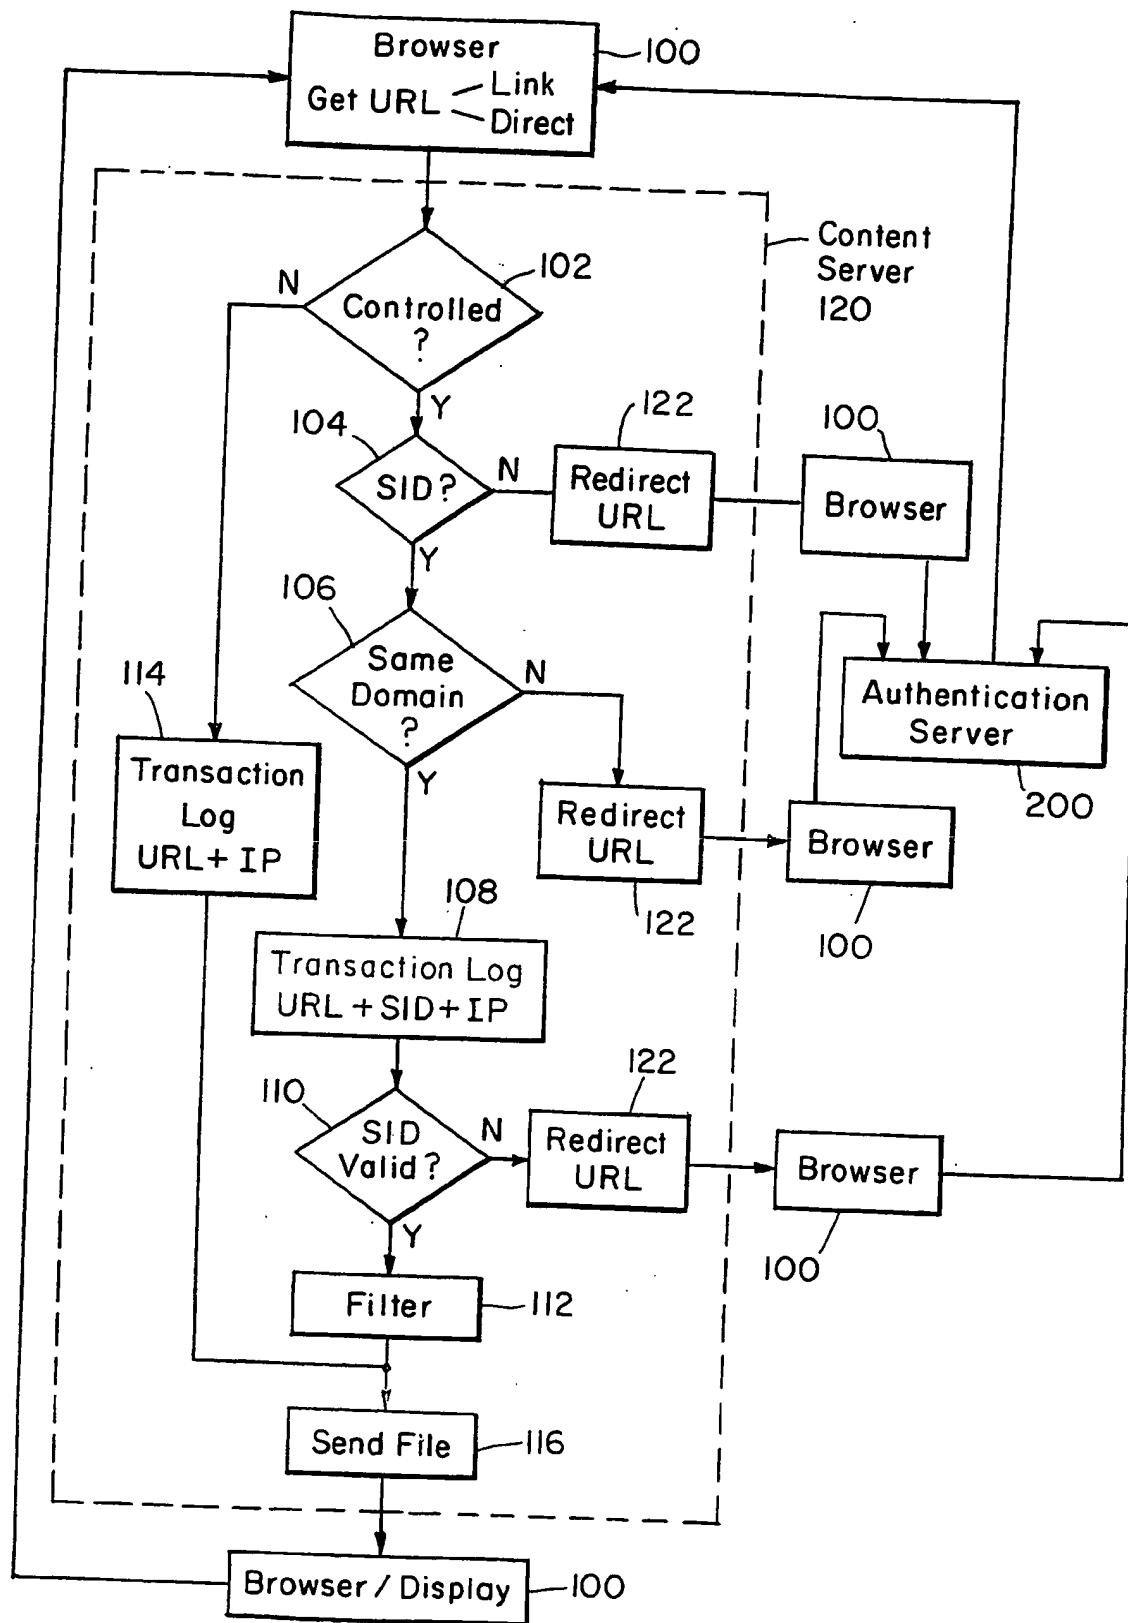 Browser
100
Get URL
Link
Direct
Content
Server
120
102
N
Controlled
?
Y
104
SID?
N
122
Redirect
URL
100
Browser
Y
106
Same
Domain
?
N
Authentication
Server
200
114
Transaction
Log
URL+IP
Y
Redirect
URL
122
Browser
100
108
Transaction Log
URL+SID+IP
110
SID
Valid?
N
122
Redirect
URL
Browser
100
Y
Filter
112
Send File
116
Browser / Display
100